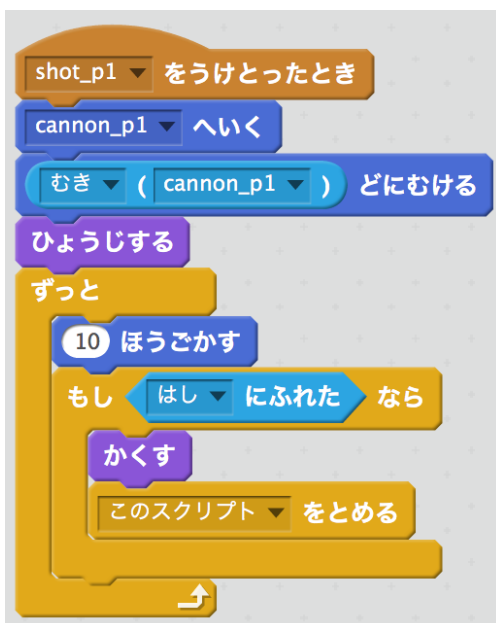 shot_p1 をうけとったとき
cannon_p1 へいく
むき ( cannon_p1 ) どにむける
ひょうじする
ずっと
10 ほうごかす
もし はし にふれた なら
かくす
このスクリプト をとめる